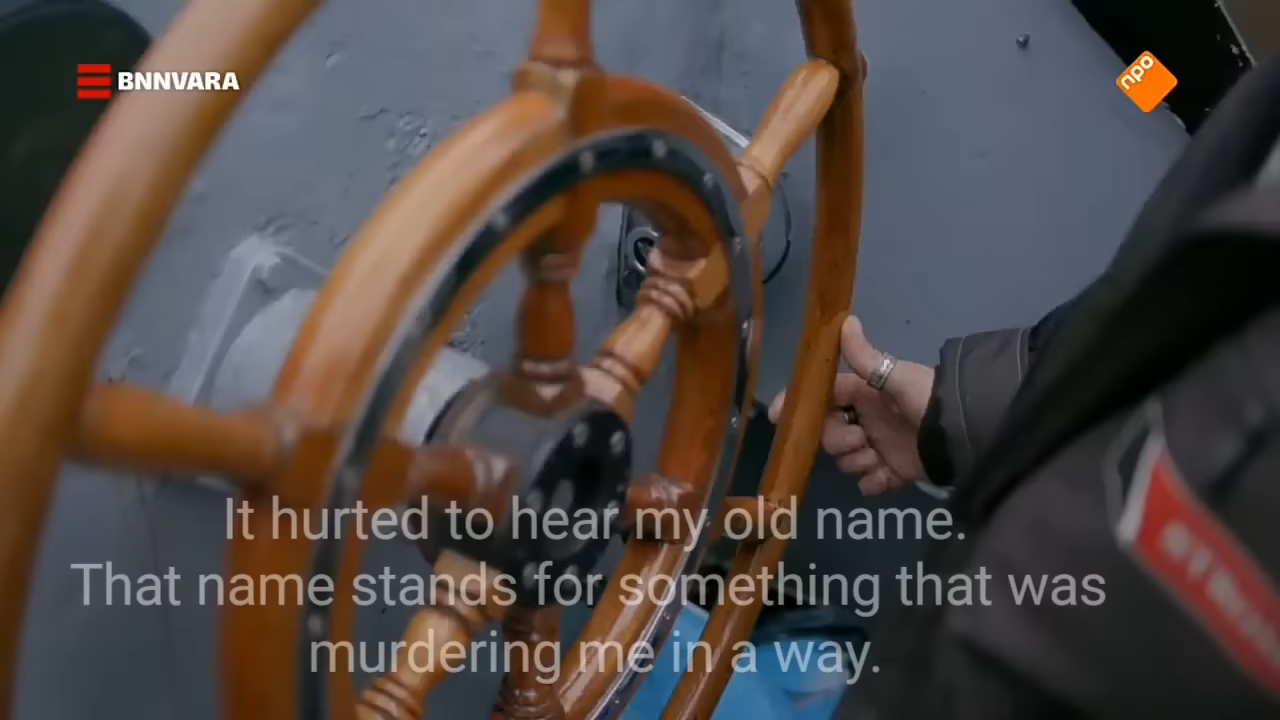 BNNVARA
npo
It hurted to hear my old name.
That name stands for something that was
murdering me in a way.